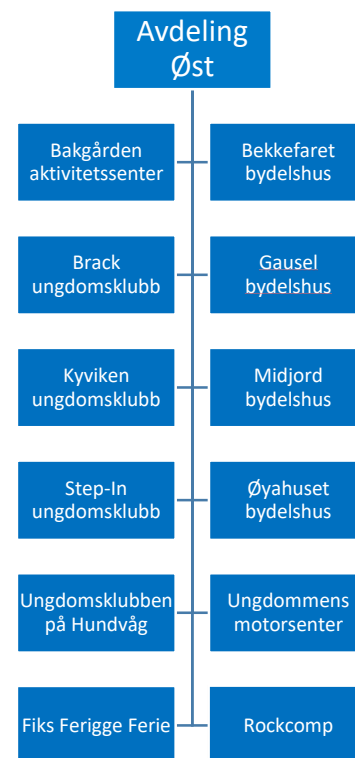 Avdeling
Øst
Bakgården
aktivitetssenter
Bekkefaret
bydelshus
Brack
ungdomsklubb
Gausel
bydelshus
Kyviken
ungdomsklubb
Midjord
bydelshus
Step-In
ungdomsklubb
Øyahuset
bydelshus
Ungdomsklubben
på Hundvåg
Ungdommens
motorsenter
Fiks Ferigge Ferie
Rockcomp